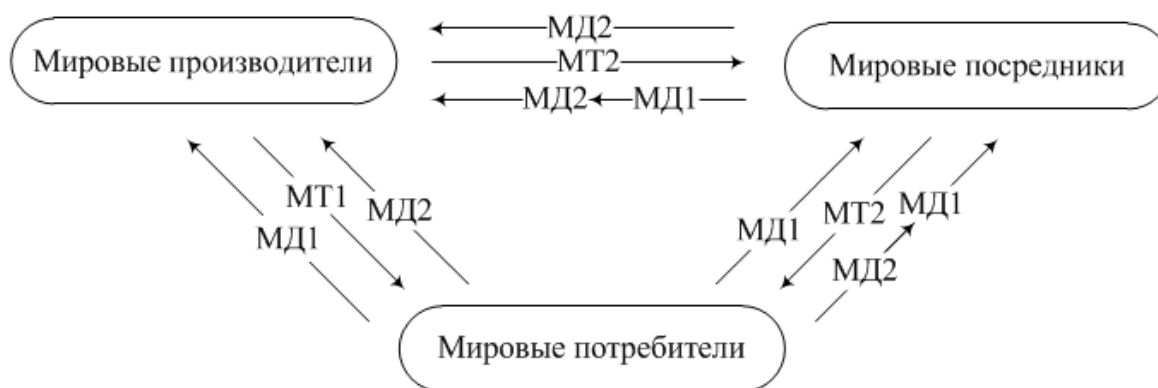 МД2
Мировые производители
МТ2
Мировые посредники
МД2 МД1
МТ1
МД2
МД1
МД1
МТ2
МД1
МД2
Мировые потребители